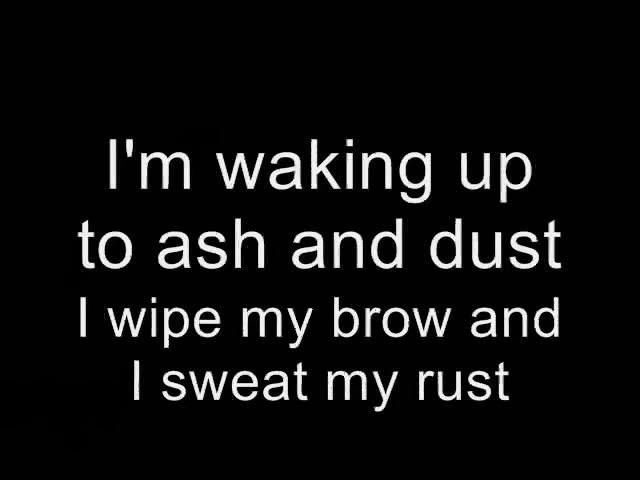 I'm waking up
to ash and dust
I wipe my brow and
I sweat my rust